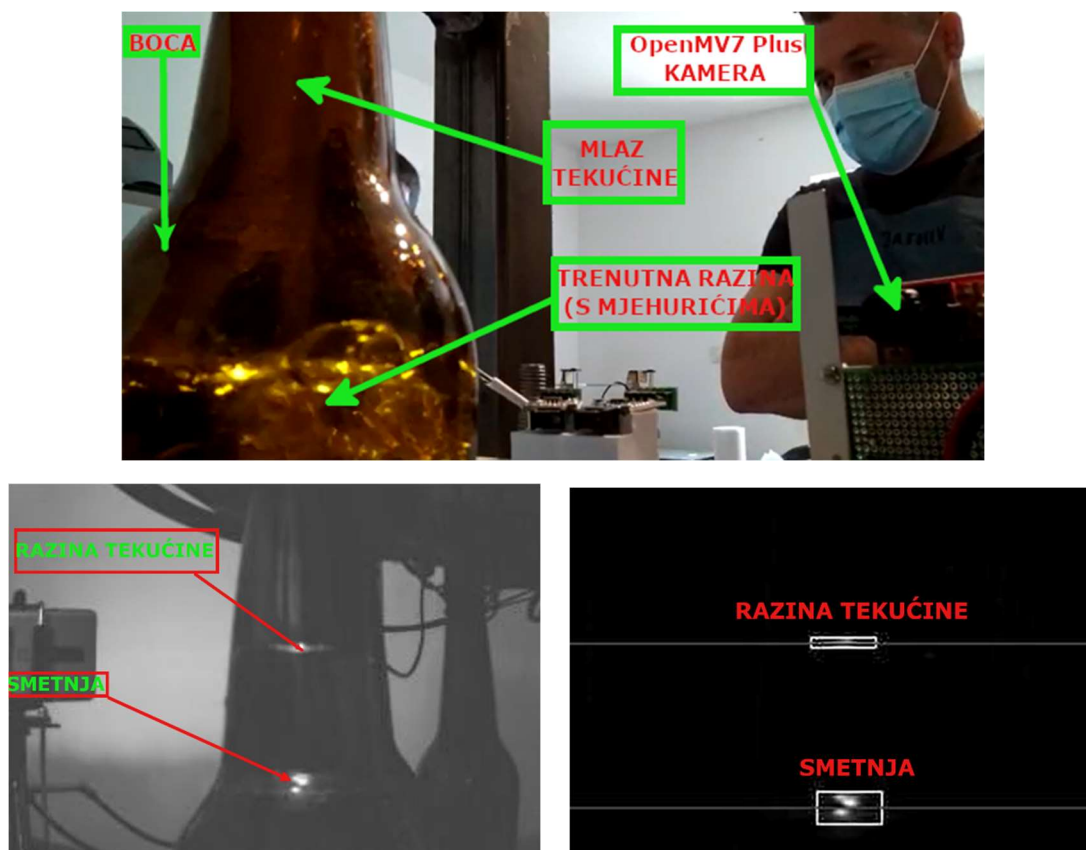 BOCA
OpenMV7 Plus
KAMERA
MLAZ
TEKUĆINE
TRENUTNA RAZINA
(S MJEHURIĆIMA)
RAZINA TEKUĆINE
SMETNJA
RAZINA TEKUĆINE
SMETNJA